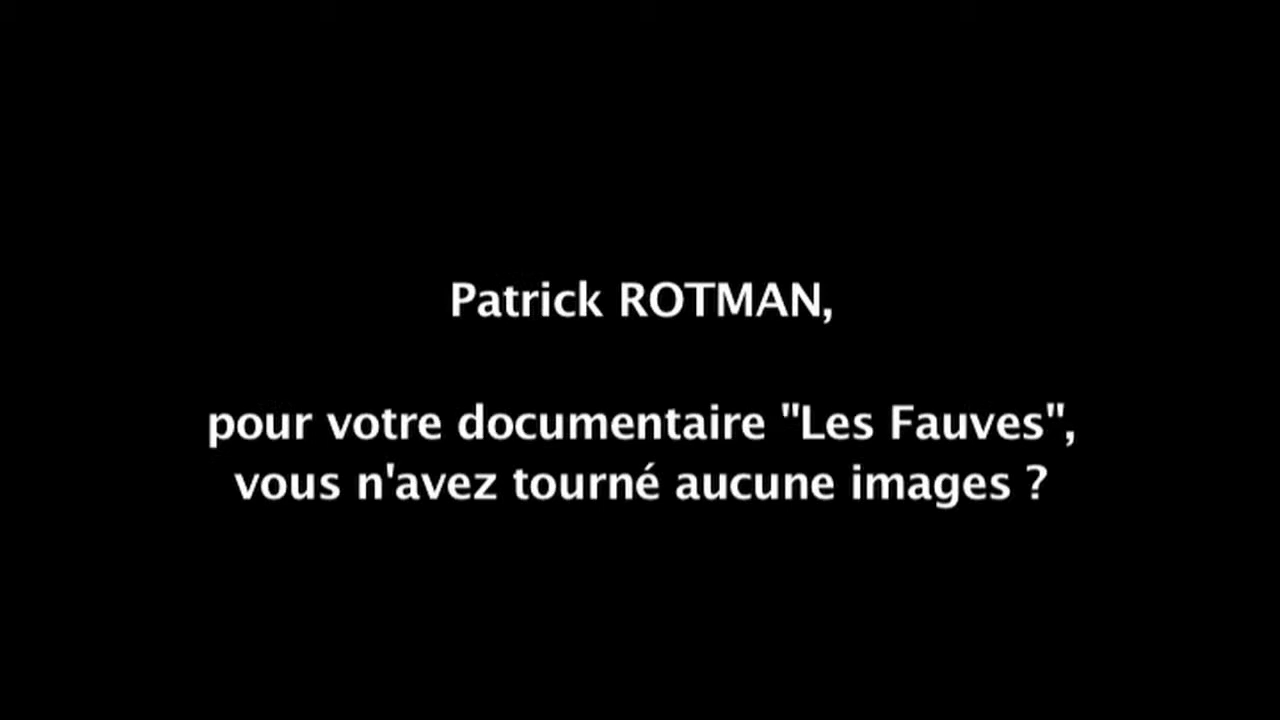 Patrick ROTMAN,
pour votre documentaire "Les Fauves",
vous n'avez tourné aucune images ?